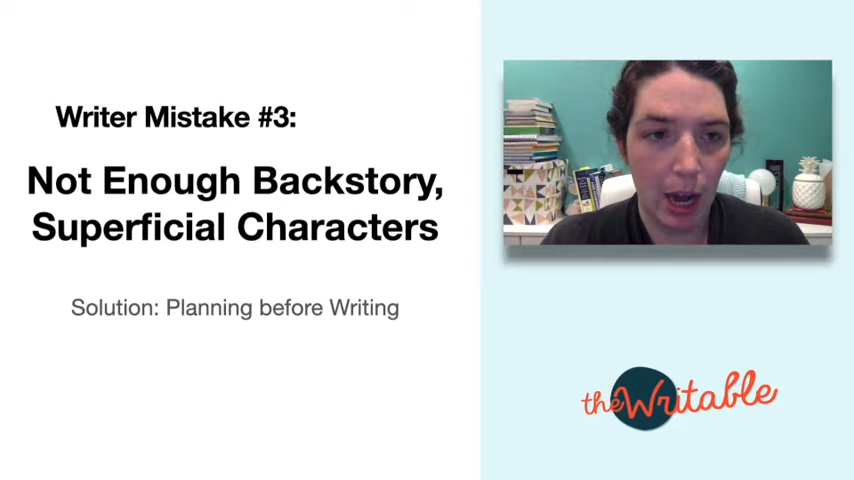 Writer Mistake #3:
Not Enough Backstory,
Superficial Characters
Solution: Planning before Writing
theWritable